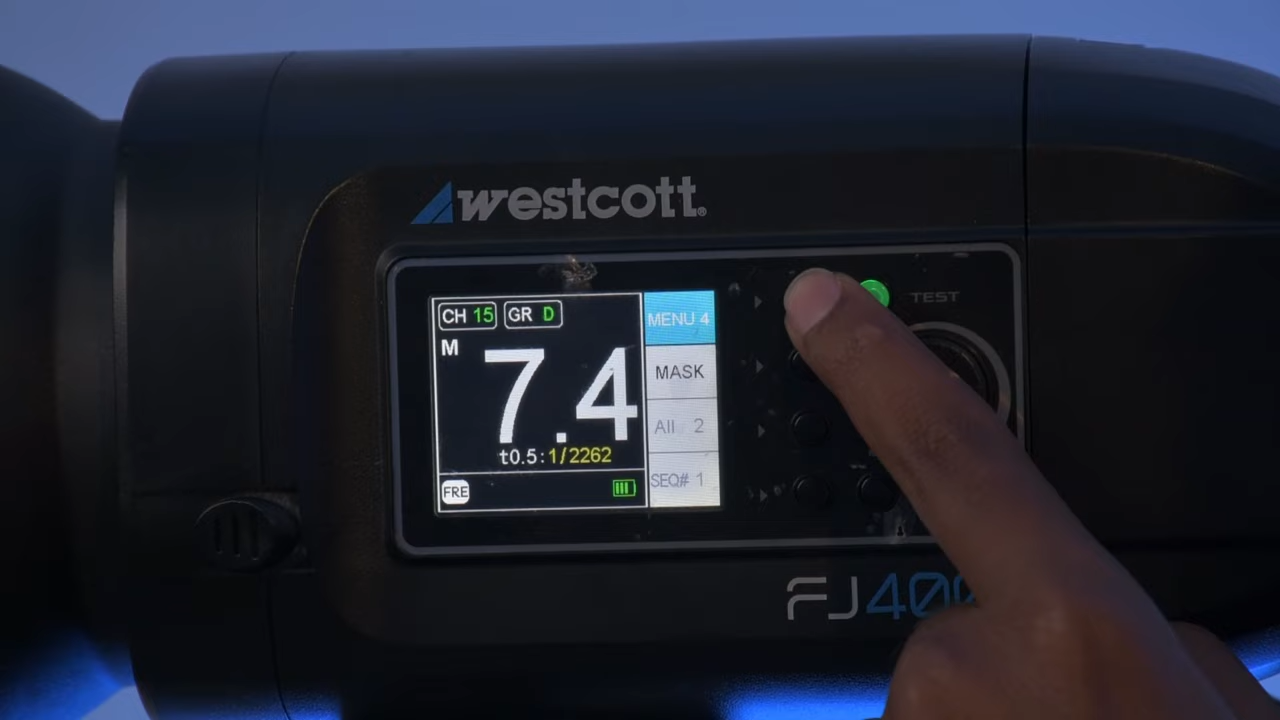 westcott®
CH 15 GR D
M
7.4
t0.5:1/2262
FRE
MENU 4
MASK
All 2
SEQ# 1
TEST
FJ400